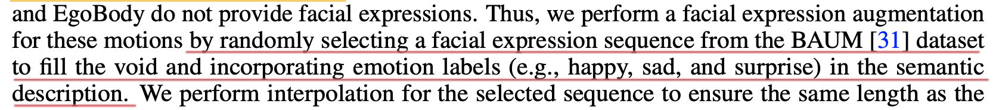 and EgoBody do not provide facial expressions. Thus, we perform a facial expression augmentation
for these motions by randomly selecting a facial expression sequence from the BAUM [31] dataset
to fill the void and incorporating emotion labels (e.g., happy, sad, and surprise) in the semantic
description. We perform interpolation for the selected sequence to ensure the same length as the